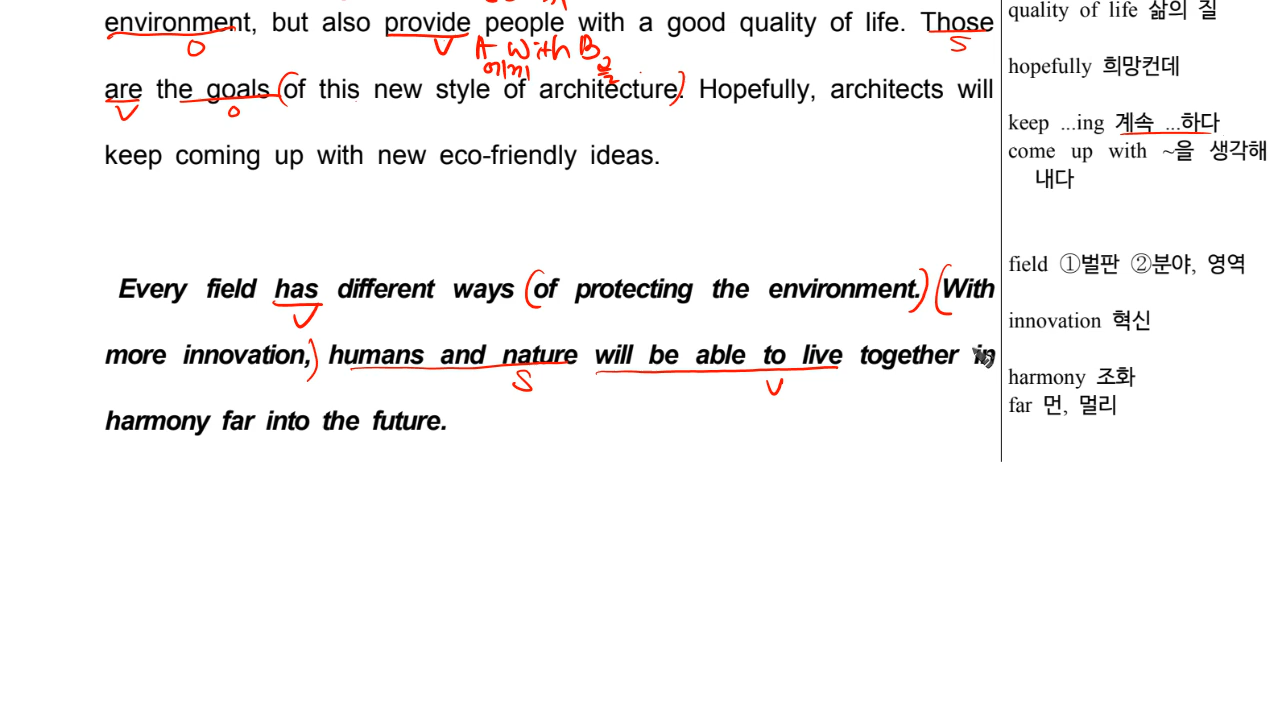 environment, but also provide people with a good quality of life. Those
O V A with B S
에게 를
are the goals (of this new style of architecture.) Hopefully, architects will
V O
keep coming up with new eco-friendly ideas.
Every field has different ways (of protecting the environment.) (With
V
more innovation,) humans and nature will be able to live together in
S V
harmony far into the future.
quality of life 삶의 질
hopefully 희망컨데
keep ...ing 계속 ...하다
come up with ~을 생각해
내다
field ①벌판 ②분야, 영역
innovation 혁신
harmony 조화
far 먼, 멀리